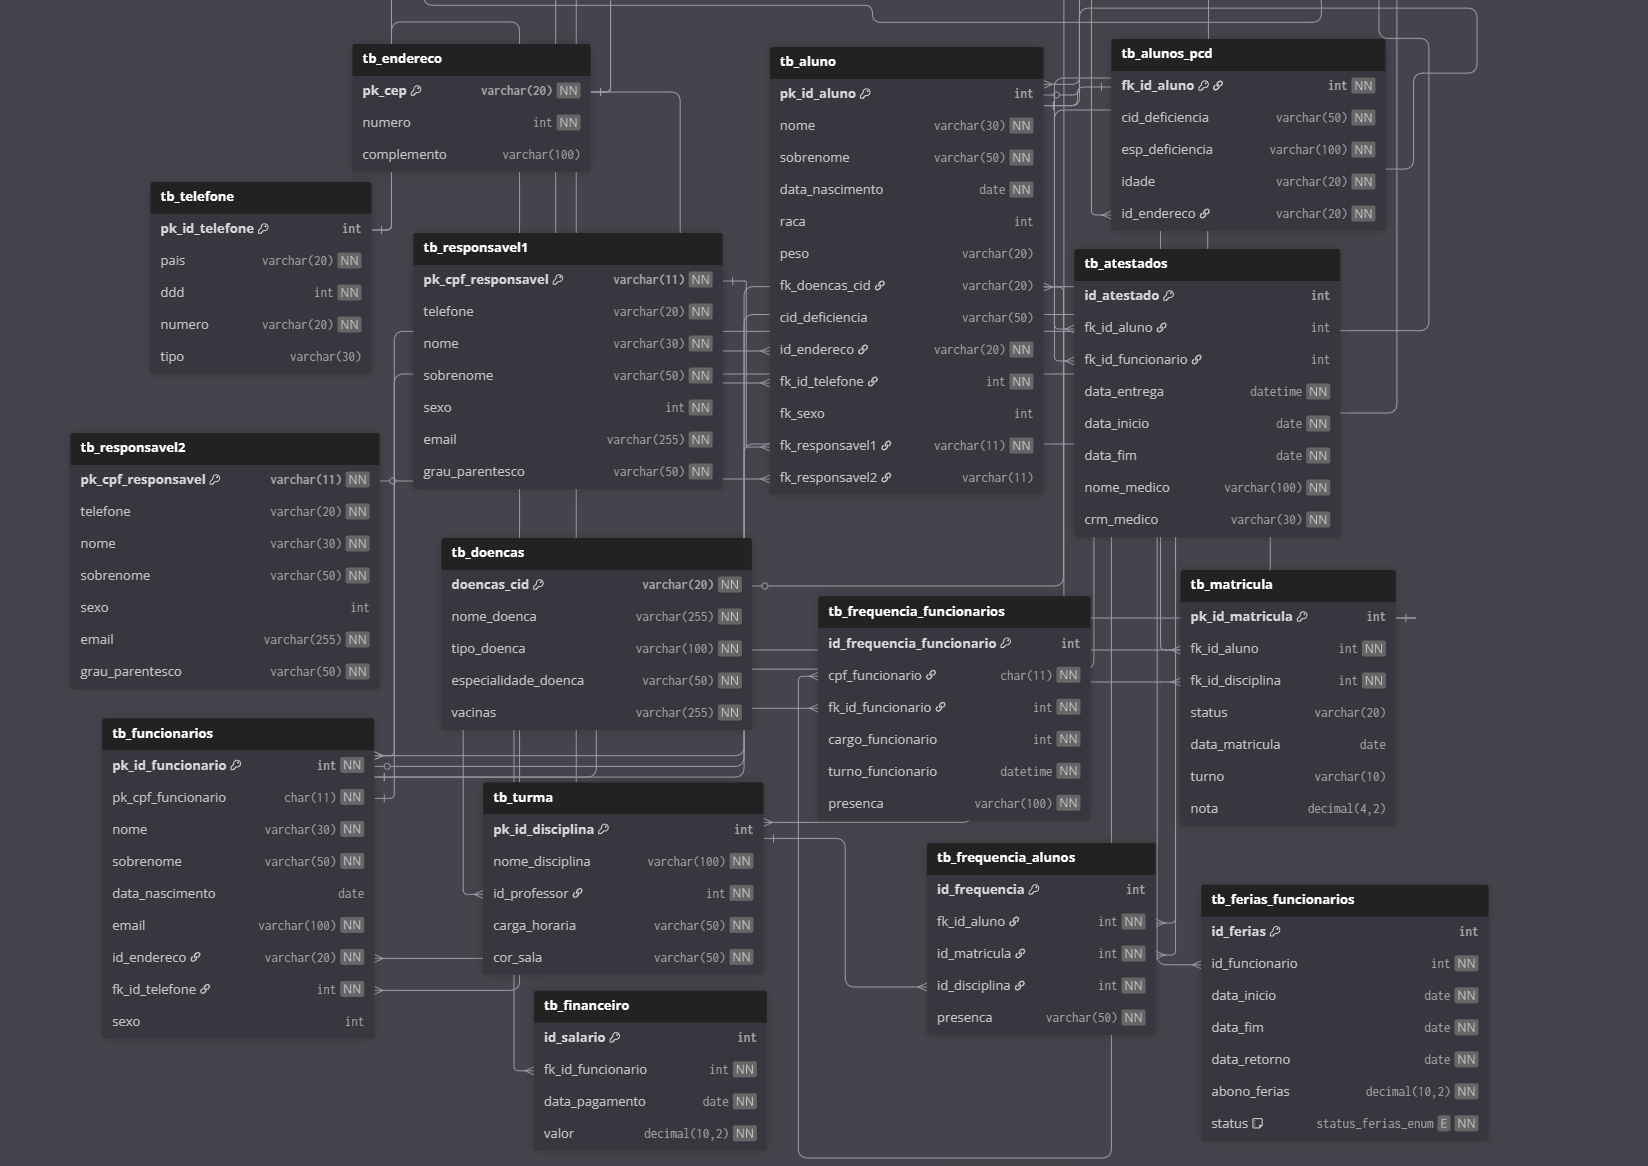 tb_endereco
pk_cep varchar(20) NN
numero int NN
complemento varchar(100)
tb_telefone
pk_id_telefone int
pais varchar(20) NN
ddd int NN
numero varchar(20) NN
tipo varchar(30)
tb_responsavel1
pk_cpf_responsavel varchar(11) NN
telefone varchar(20) NN
nome varchar(30) NN
sobrenome varchar(50) NN
sexo int NN
email varchar(255) NN
grau_parentesco varchar(50) NN
tb_aluno
pk_id_aluno int
nome varchar(30) NN
sobrenome varchar(50) NN
data_nascimento date NN
raca int
peso varchar(20)
fk_doencas_cid varchar(20)
cid_deficiencia varchar(50)
id_endereco varchar(20) NN
fk_id_telefone int NN
fk_sexo int
fk_responsavel1 varchar(11) NN
fk_responsavel2 varchar(11)
tb_alunos_pcd
fk_id_aluno int NN
cid_deficiencia varchar(50) NN
esp_deficiencia varchar(100) NN
idade varchar(20) NN
id_endereco varchar(20) NN
tb_atestados
id_atestado int
fk_id_aluno int
fk_id_funcionario int
data_entrega datetime NN
data_inicio date NN
data_fim date NN
nome_medico varchar(100) NN
crm_medico varchar(30) NN
tb_responsavel2
pk_cpf_responsavel varchar(11) NN
telefone varchar(20) NN
nome varchar(30) NN
sobrenome varchar(50) NN
sexo int
email varchar(255) NN
grau_parentesco varchar(50) NN
tb_doencas
doencas_cid varchar(20) NN
nome_doenca varchar(255) NN
tipo_doenca varchar(100) NN
especialidade_doenca varchar(50) NN
vacinas varchar(255) NN
tb_frequencia_funcionarios
id_frequencia_funcionario int
cpf_funcionario char(11) NN
fk_id_funcionario int NN
cargo_funcionario int NN
turno_funcionario datetime NN
presenca varchar(100) NN
tb_matricula
pk_id_matricula int
fk_id_aluno int NN
fk_id_disciplina int NN
status varchar(20)
data_matricula date
turno varchar(10)
nota decimal(4,2)
tb_funcionarios
pk_id_funcionario int NN
pk_cpf_funcionario char(11) NN
nome varchar(30) NN
sobrenome varchar(50) NN
data_nascimento date
email varchar(100) NN
id_endereco varchar(20) NN
fk_id_telefone int NN
sexo int
tb_turma
pk_id_disciplina int
nome_disciplina varchar(100) NN
id_professor int NN
carga_horaria varchar(50) NN
cor_sala varchar(50) NN
tb_frequencia_alunos
id_frequencia int
fk_id_aluno int NN
id_matricula int NN
id_disciplina int NN
presenca varchar(50) NN
tb_ferias_funcionarios
id_ferias int
id_funcionario int NN
data_inicio date NN
data_fim date NN
data_retorno date NN
abono_ferias decimal(10,2) NN
status status_ferias_enum E NN
tb_financeiro
id_salario int
fk_id_funcionario int NN
data_pagamento date NN
valor decimal(10,2) NN